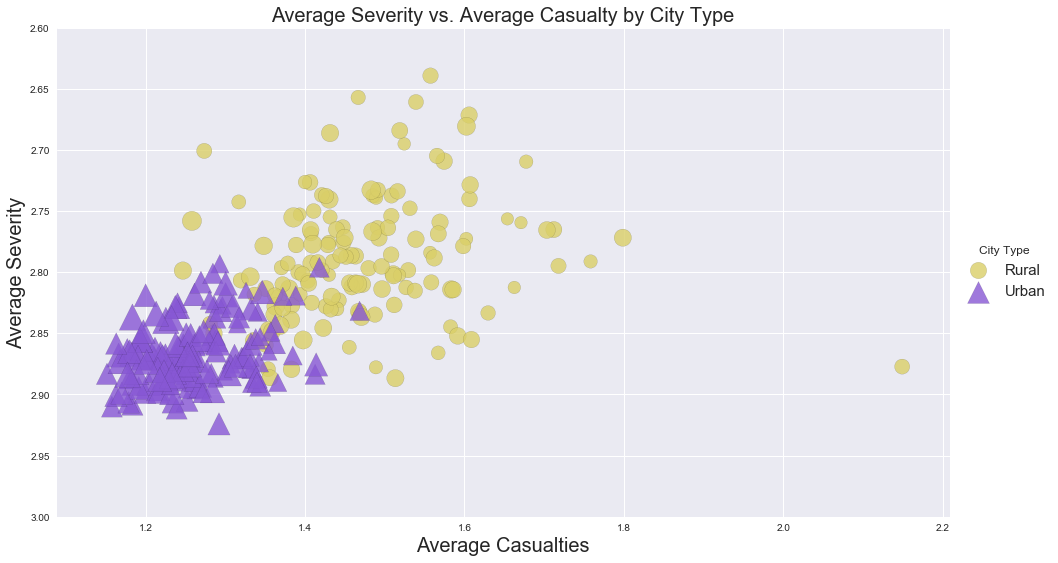 Average Severity vs. Average Casualty by City Type
2.60
2.65
2.70
2.75
2.80
2.85
2.90
2.95
3.00
Average Severity
1.2
1.4
1.6
1.8
2.0
2.2
Average Casualties
City Type
Rural
Urban